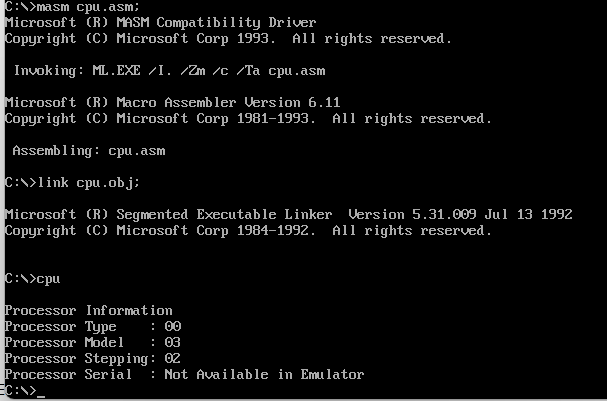 C:\>masm cpu.asm;
Microsoft (R) MASM Compatibility Driver
Copyright (C) Microsoft Corp 1993.  All rights reserved.
Invoking: ML.EXE /I. /Zm /c /Ta cpu.asm
Microsoft (R) Macro Assembler Version 6.11
Copyright (C) Microsoft Corp 1981-1993.  All rights reserved.
Assembling: cpu.asm
C:\>link cpu.obj;
Microsoft (R) Segmented Executable Linker  Version 5.31.009 Jul 13 1992
Copyright (C) Microsoft Corp 1984-1992.  All rights reserved.
C:\>cpu
Processor Information
Processor Type   : 00
Processor Model  : 03
Processor Stepping: 02
Processor Serial  : Not Available in Emulator
C:\>_